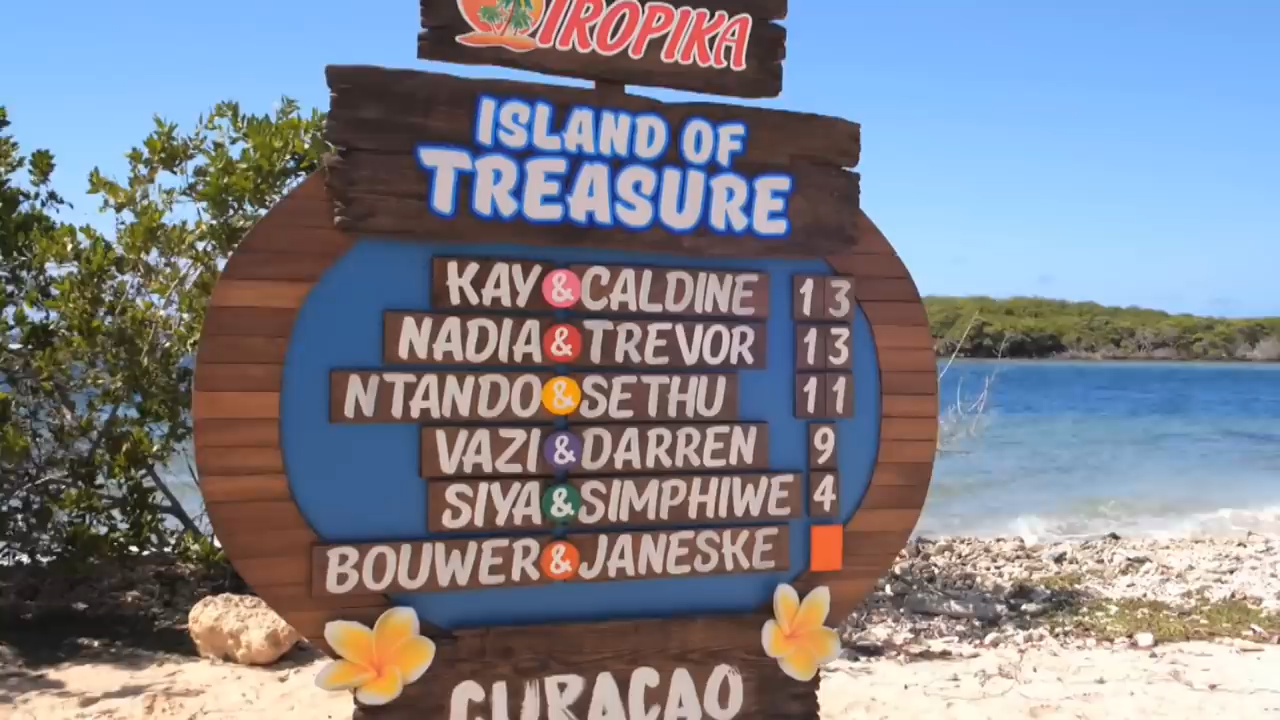 TROPIKA
ISLAND OF
TREASURE
KAY & CALDINE 13
NADIA & TREVOR 13
NTANDO & SETHU 11
VAZI & DARREN 9
SIYA & SIMPHIWE 4
BOUWER & JANESKE
CURAÇAO